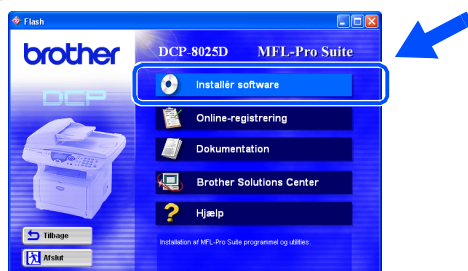 Flash
brother
DCP-8025D MFL-Pro Suite
DCP
Installér software
Online-registrering
Dokumentation
Brother Solutions Center
Hjælp
Tilbage
Afslut
Installation af MFL-Pro Suite programmel og utilities.